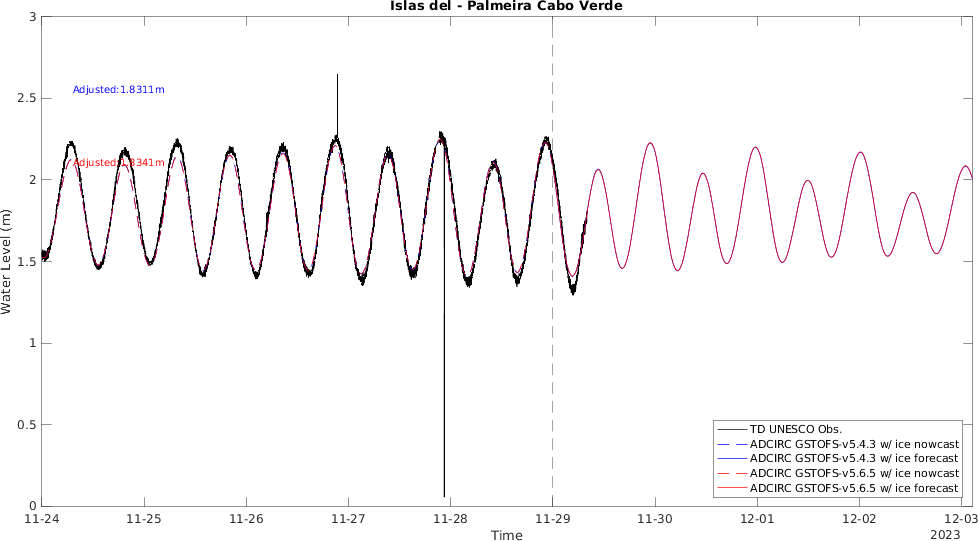 Islas del - Palmeira Cabo Verde
3
2.5
2
1.5
1
0.5
0
Water Level (m)
Adjusted:1.8311m
Adjusted:1.8341m
TD UNESCO Obs.
ADCIRC GSTOFS-v5.4.3 w/ ice nowcast
ADCIRC GSTOFS-v5.4.3 w/ ice forecast
ADCIRC GSTOFS-v5.6.5 w/ ice nowcast
ADCIRC GSTOFS-v5.6.5 w/ ice forecast
11-24 11-25 11-26 11-27 11-28 11-29 11-30 12-01 12-02 12-03
Time
2023